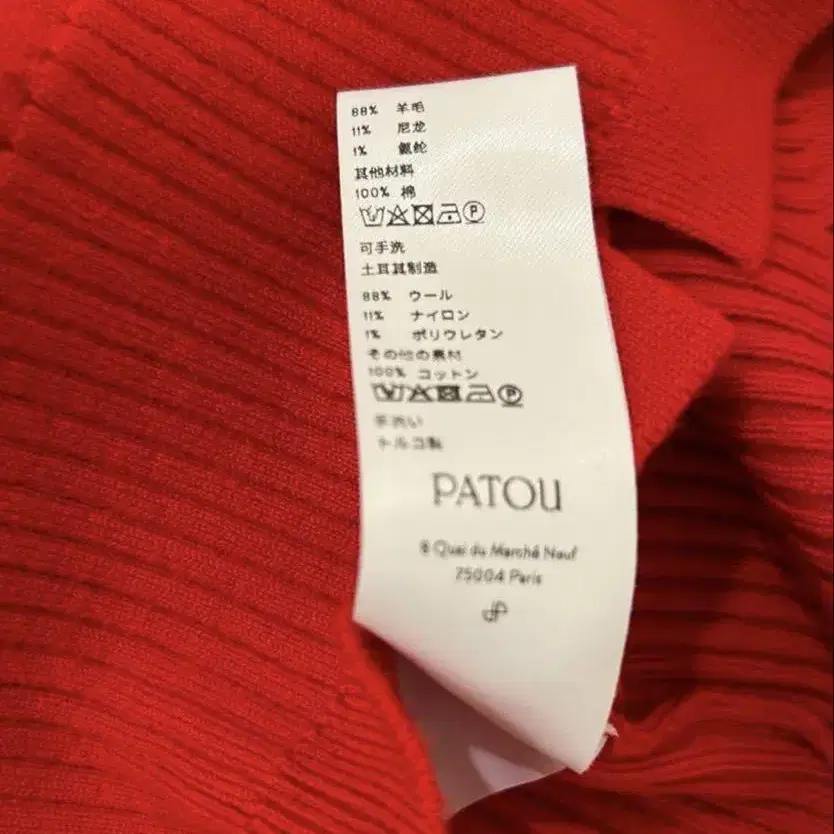 88% 羊毛
11% 尼龙
1% 氨纶
其他材料
100% 棉
P
可手洗
土耳其制造
88% ウール
11% ナイロン
1% ポリウレタン
その他の素材
100% コットン
P
手洗い
トルコ製
PATOU
8 Quai du Marché Neuf
75004 Paris
JP